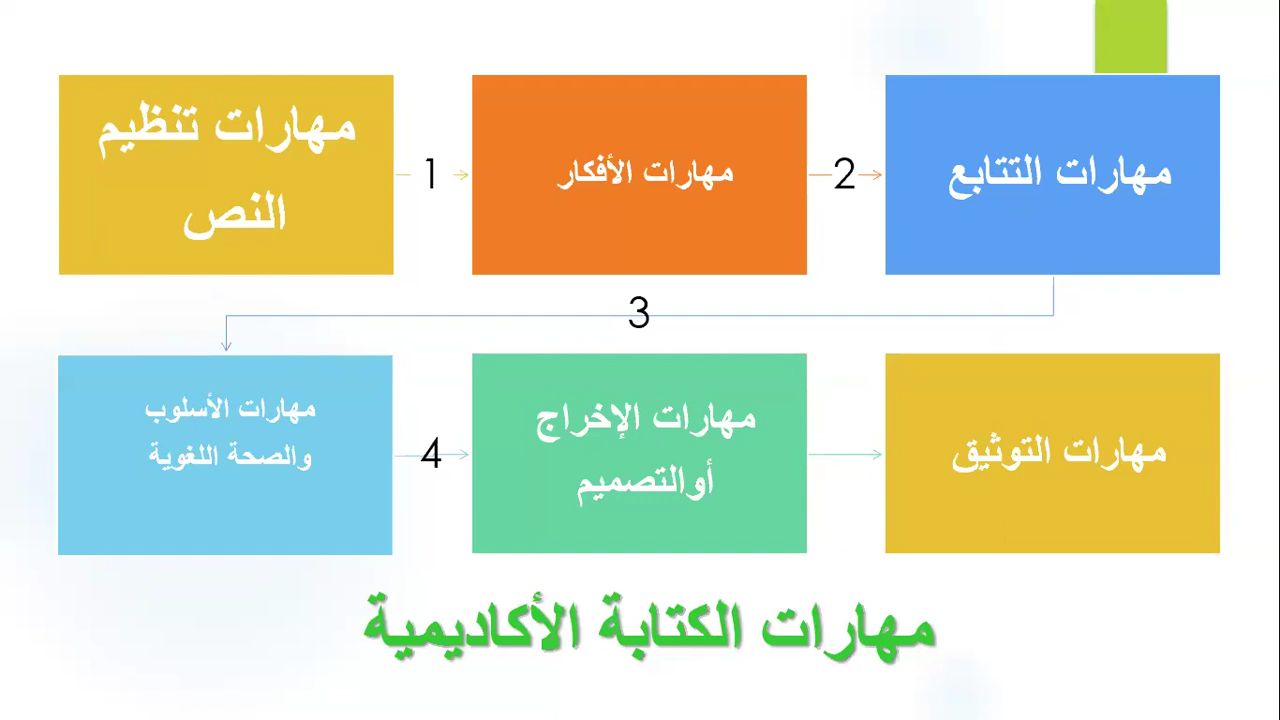 مهارات تنظيم
النص
1
مهارات الأفكار
2
مهارات التتابع
3
مهارات الأسلوب
والصحة اللغوية
4
مهارات الإخراج
أوالتصميم
مهارات التوثيق
مهارات الكتابة الأكاديمية